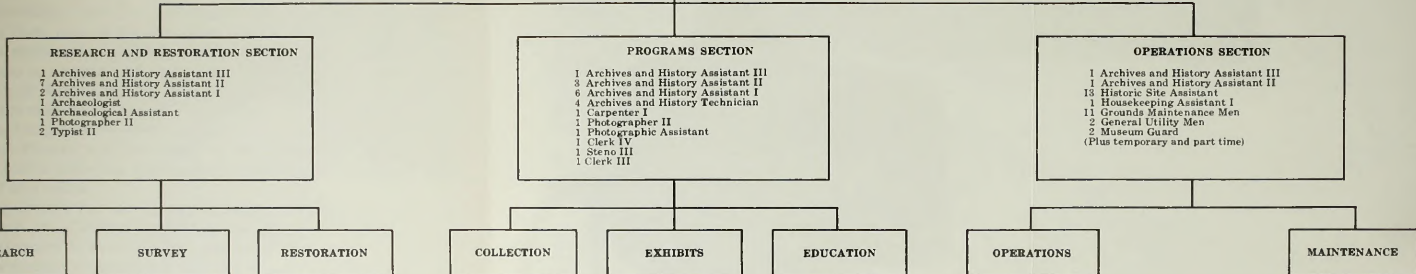 RESEARCH AND RESTORATION SECTION
1 Archives and History Assistant III
7 Archives and History Assistant II
2 Archives and History Assistant I
1 Archaeologist
1 Archaeological Assistant
1 Photographer II
2 Typist II
PROGRAMS SECTION
1 Archives and History Assistant III
3 Archives and History Assistant II
6 Archives and History Assistant I
4 Archives and History Technician
1 Carpenter I
1 Photographer II
1 Photographic Assistant
1 Clerk IV
1 Steno III
1 Clerk III
OPERATIONS SECTION
1 Archives and History Assistant III
1 Archives and History Assistant II
13 Historic Site Assistant
1 Housekeeping Assistant I
11 Grounds Maintenance Men
2 General Utility Men
2 Museum Guard
(Plus temporary and part time)
EARCH
SURVEY
RESTORATION
COLLECTION
EXHIBITS
EDUCATION
OPERATIONS
MAINTENANCE